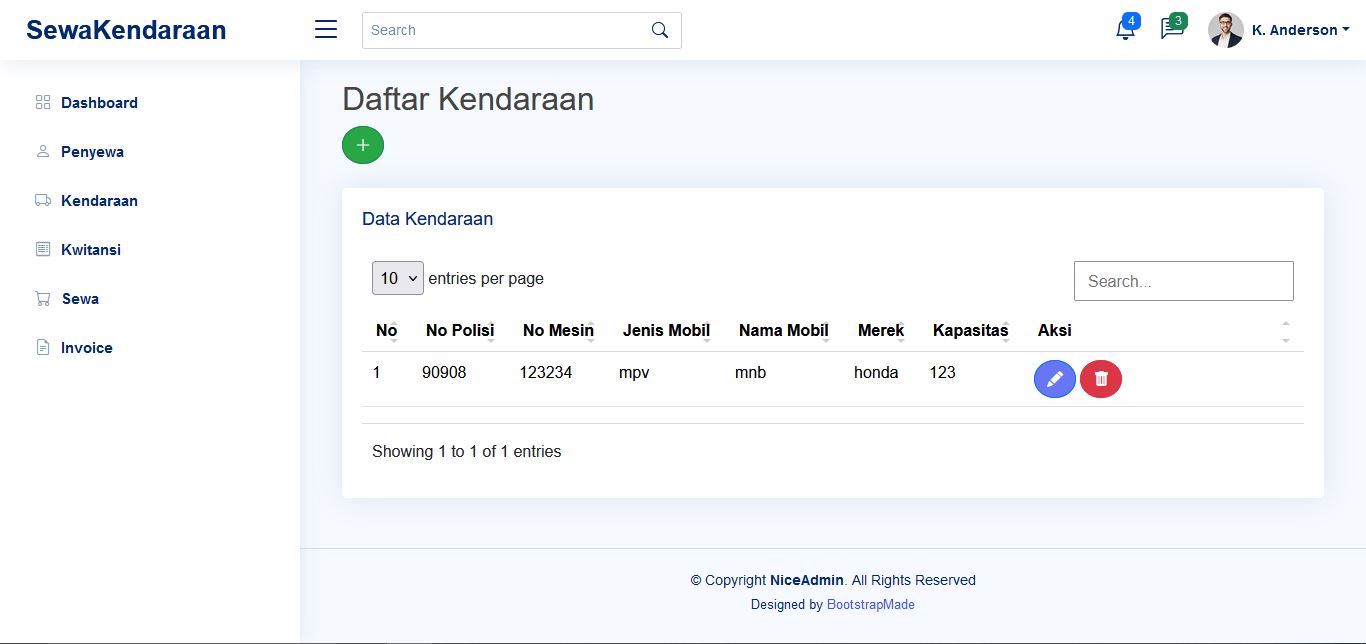 SewaKendaraan
Search
4
3
K. Anderson
Dashboard
Penyewa
Kendaraan
Kwitansi
Sewa
Invoice
Daftar Kendaraan
+
Data Kendaraan
10 entries per page
Search...
No No Polisi No Mesin Jenis Mobil Nama Mobil Merek Kapasitas Aksi
1 90908 123234 mpv mnb honda 123
Showing 1 to 1 of 1 entries
© Copyright NiceAdmin. All Rights Reserved
Designed by BootstrapMade